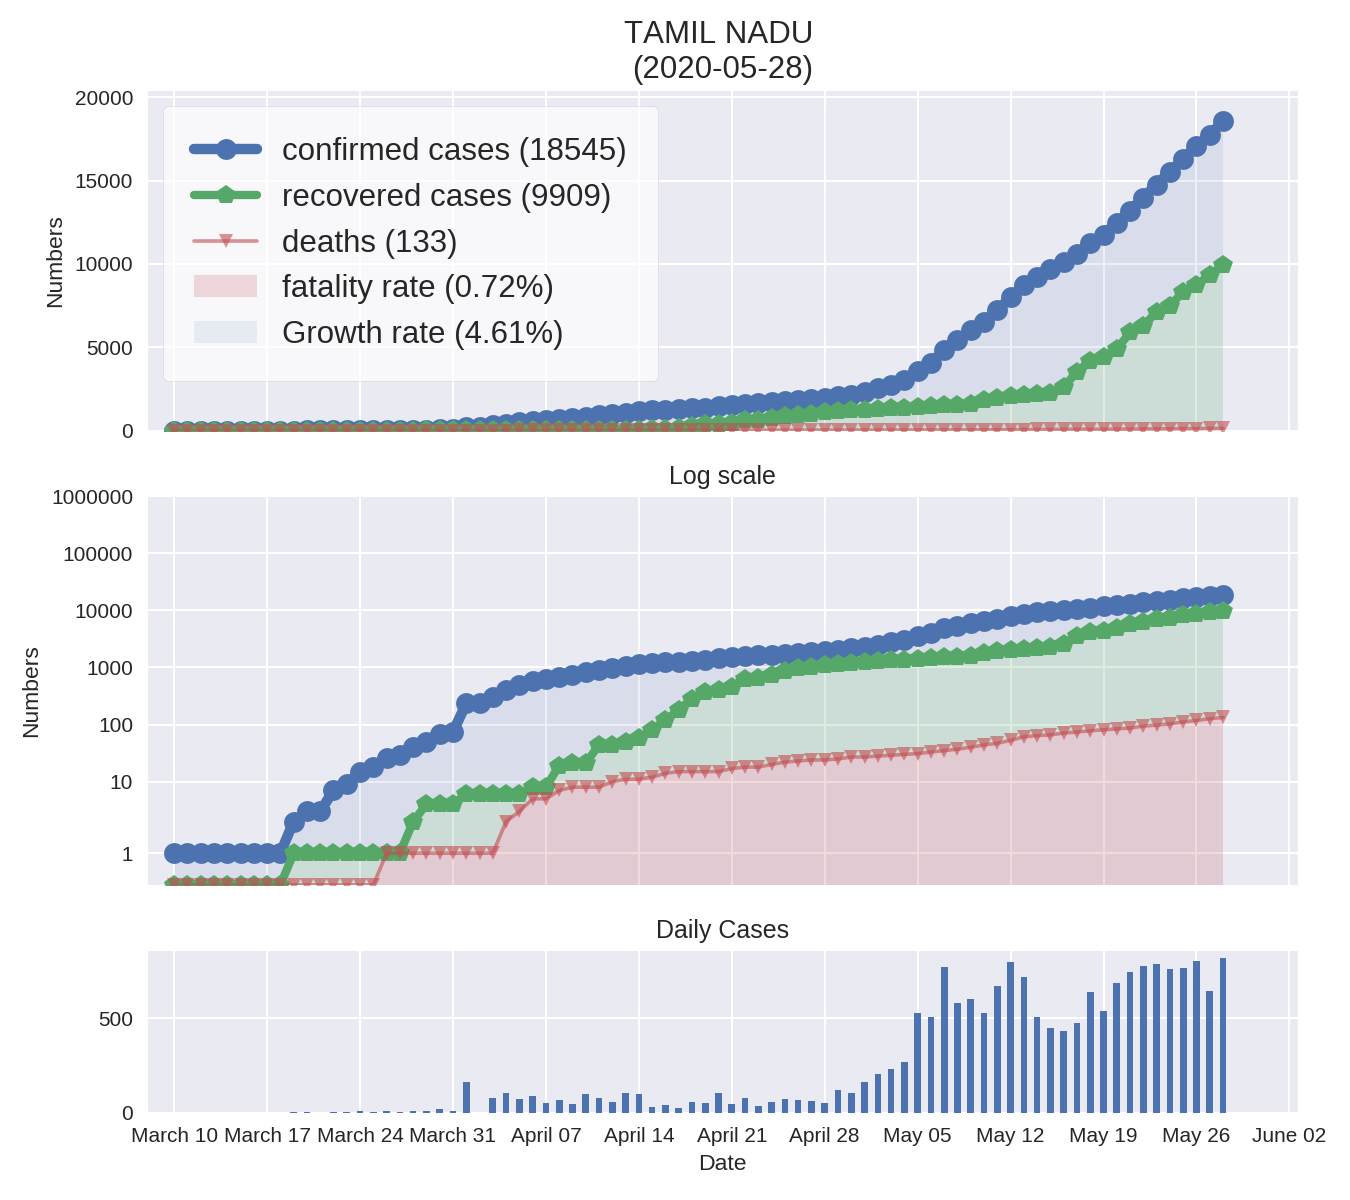 TAMIL NADU
(2020-05-28)
20000
15000
10000
5000
0
Numbers
confirmed cases (18545)
recovered cases (9909)
deaths (133)
fatality rate (0.72%)
Growth rate (4.61%)
Log scale
1000000
100000
10000
1000
100
10
1
Numbers
Daily Cases
500
0
March 10 March 17 March 24 March 31 April 07 April 14 April 21 April 28 May 05 May 12 May 19 May 26 June 02
Date